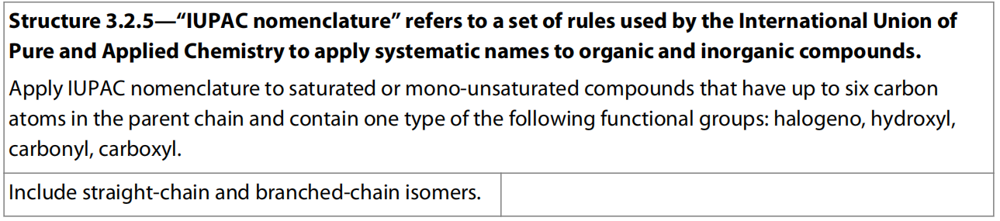 Structure 3.2.5—“IUPAC nomenclature” refers to a set of rules used by the International Union of
Pure and Applied Chemistry to apply systematic names to organic and inorganic compounds.
Apply IUPAC nomenclature to saturated or mono-unsaturated compounds that have up to six carbon
atoms in the parent chain and contain one type of the following functional groups: halogeno, hydroxyl,
carbonyl, carboxyl.
Include straight-chain and branched-chain isomers.